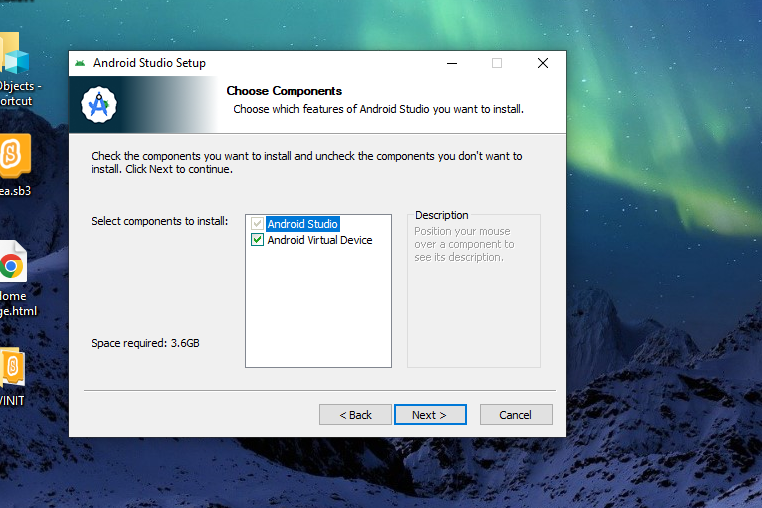 Android Studio Setup
Choose Components
Choose which features of Android Studio you want to install.
Check the components you want to install and uncheck the components you don't want to
install. Click Next to continue.
Select components to install:
Android Studio
Android Virtual Device
Description
Position your mouse
over a component to
see its description.
Space required: 3.6GB
< Back
Next >
Cancel
Objects -
ortcut
ea.sb3
Home
ge.html
VINIT